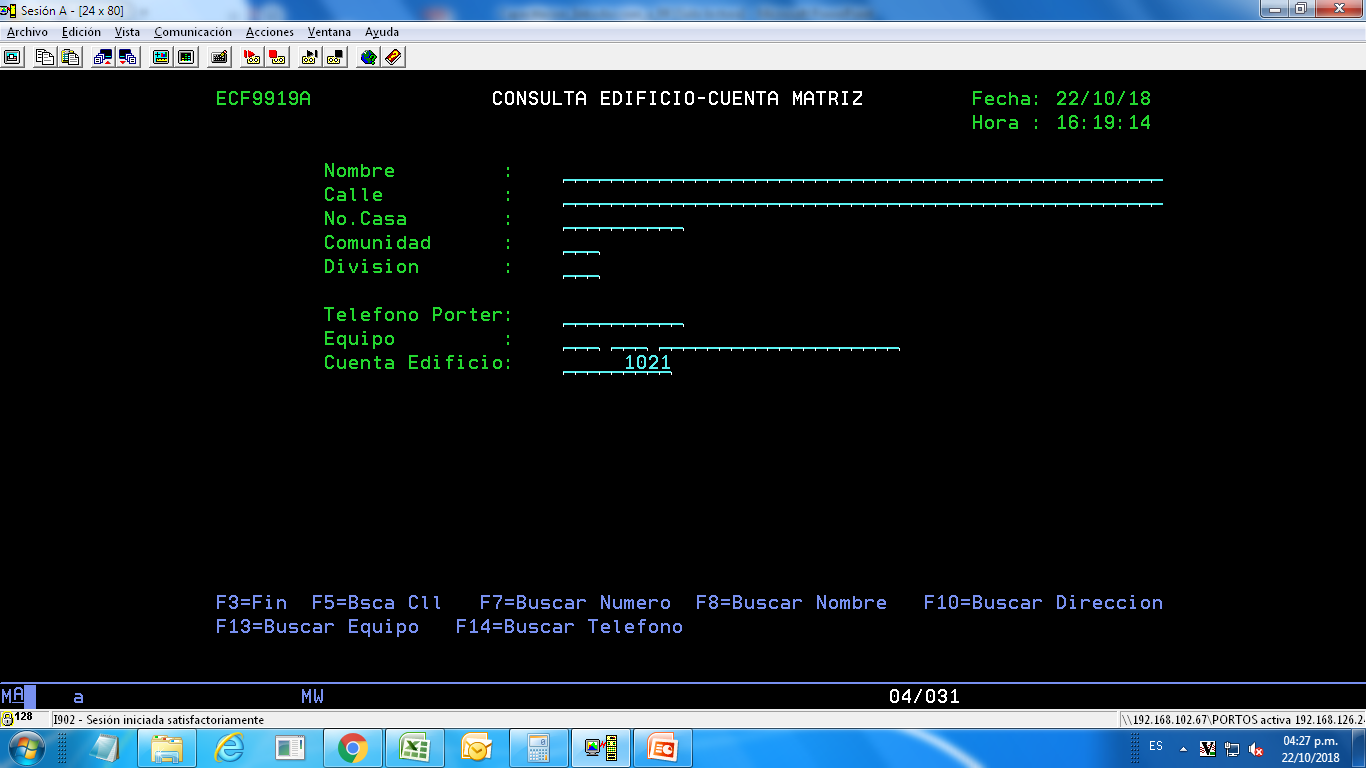 Sesión A - [24 x 80]
Archivo Edición Vista Comunicación Acciones Ventana Ayuda
ECF9919A CONSULTA EDIFICIO-CUENTA MATRIZ Fecha: 22/10/18
Hora : 16:19:14
Nombre :
Calle :
No.Casa :
Comunidad :
Division :
Telefono Porter:
Equipo :
Cuenta Edificio: 1021
F3=Fin F5=Bsca Cll F7=Buscar Numero F8=Buscar Nombre F10=Buscar Direccion
F13=Buscar Equipo F14=Buscar Telefono
MA a MW 04/031
128 I902 - Sesión iniciada satisfactoriamente \\192.168.102.67\PORTOS activa 192.168.126.2
ES 04:27 p.m.
22/10/2018